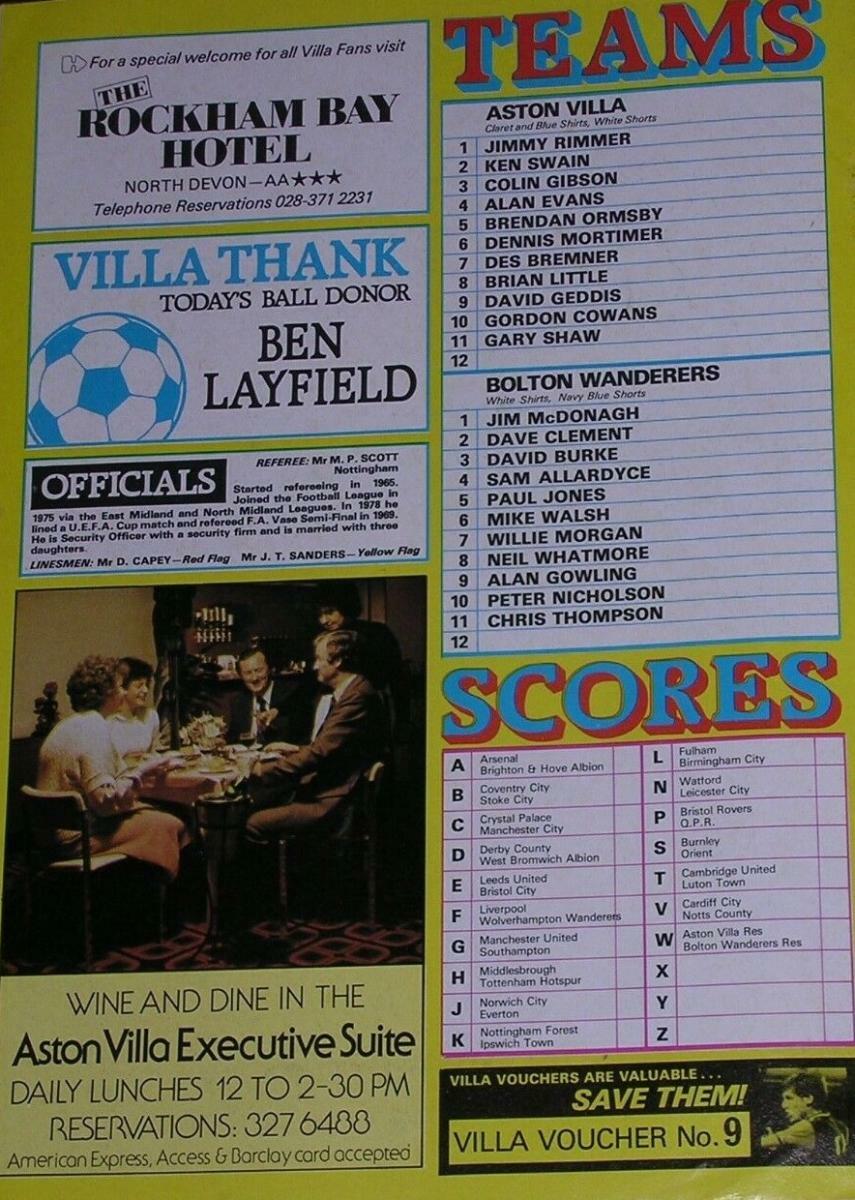 For a special welcome for all Villa Fans visit
THE
ROCKHAM BAY
HOTEL
NORTH DEVON—AA★★★
Telephone Reservations 028-371 2231
VILLA THANK
TODAY'S BALL DONOR
BEN
LAYFIELD
OFFICIALS
REFEREE: Mr M. P. SCOTT
Nottingham
Started refereeing in 1965.
Joined the Football League in
1975 via the East Midland and North Midland Leagues. In 1978 he
lined a U.E.F.A. Cup match and refereed F.A. Vase Semi-Final in 1969.
He is Security Officer with a security firm and is married with three
daughters.
LINESMEN: Mr D. CAPEY—Red Flag Mr J. T. SANDERS—Yellow Flag
WINE AND DINE IN THE
Aston Villa Executive Suite
DAILY LUNCHES 12 TO 2-30 PM
RESERVATIONS: 327 6488
American Express, Access & Barclay card accepted
TEAMS
ASTON VILLA
Claret and Blue Shirts, White Shorts
1 JIMMY RIMMER
2 KEN SWAIN
3 COLIN GIBSON
4 ALAN EVANS
5 BRENDAN ORMSBY
6 DENNIS MORTIMER
7 DES BREMNER
8 BRIAN LITTLE
9 DAVID GEDDIS
10 GORDON COWANS
11 GARY SHAW
12
BOLTON WANDERERS
White Shirts, Navy Blue Shorts
1 JIM McDONAGH
2 DAVE CLEMENT
3 DAVID BURKE
4 SAM ALLARDYCE
5 PAUL JONES
6 MIKE WALSH
7 WILLIE MORGAN
8 NEIL WHATMORE
9 ALAN GOWLING
10 PETER NICHOLSON
11 CHRIS THOMPSON
12
SCORES
A Arsenal
Brighton & Hove Albion
B Coventry City
Stoke City
C Crystal Palace
Manchester City
D Derby County
West Bromwich Albion
E Leeds United
Bristol City
F Liverpool
Wolverhampton Wanderers
G Manchester United
Southampton
H Middlesbrough
Tottenham Hotspur
J Norwich City
Everton
K Nottingham Forest
Ipswich Town
L Fulham
Birmingham City
N Watford
Leicester City
P Bristol Rovers
Q.P.R.
S Burnley
Orient
T Cambridge United
Luton Town
V Cardiff City
Notts County
W Aston Villa Res
Bolton Wanderers Res
X
Y
Z
VILLA VOUCHERS ARE VALUABLE...
SAVE THEM!
VILLA VOUCHER No. 9